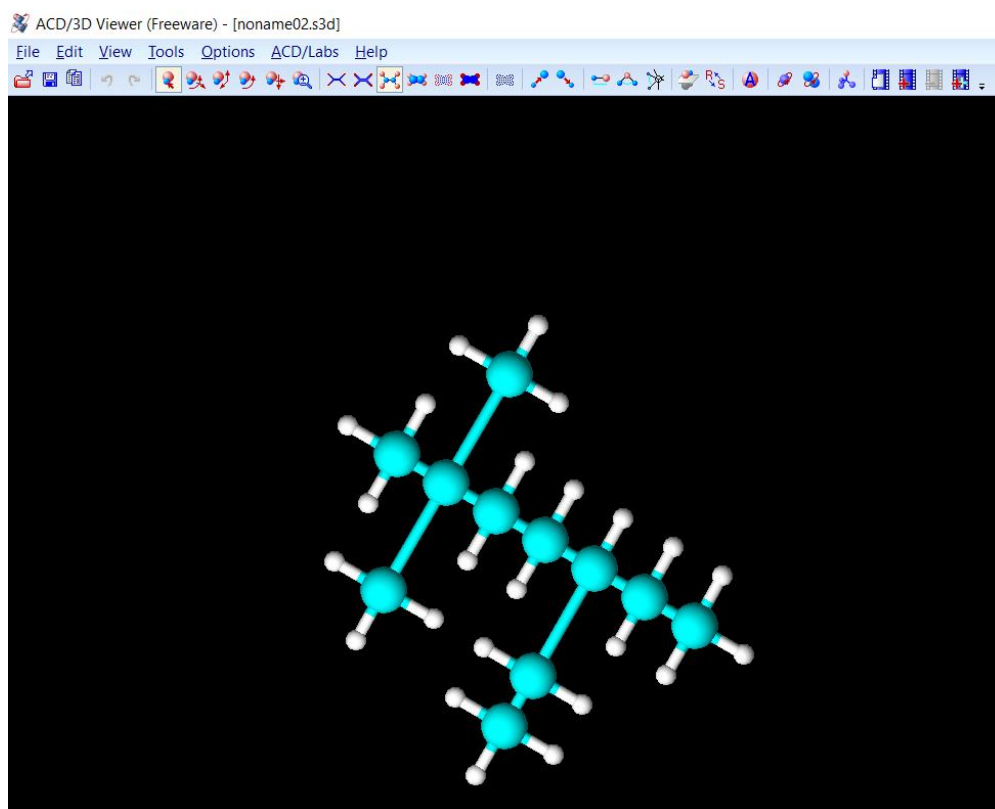 ACD/3D Viewer (Freeware) - [noname02.s3d]
File Edit View Tools Options ACD/Labs Help
R S A